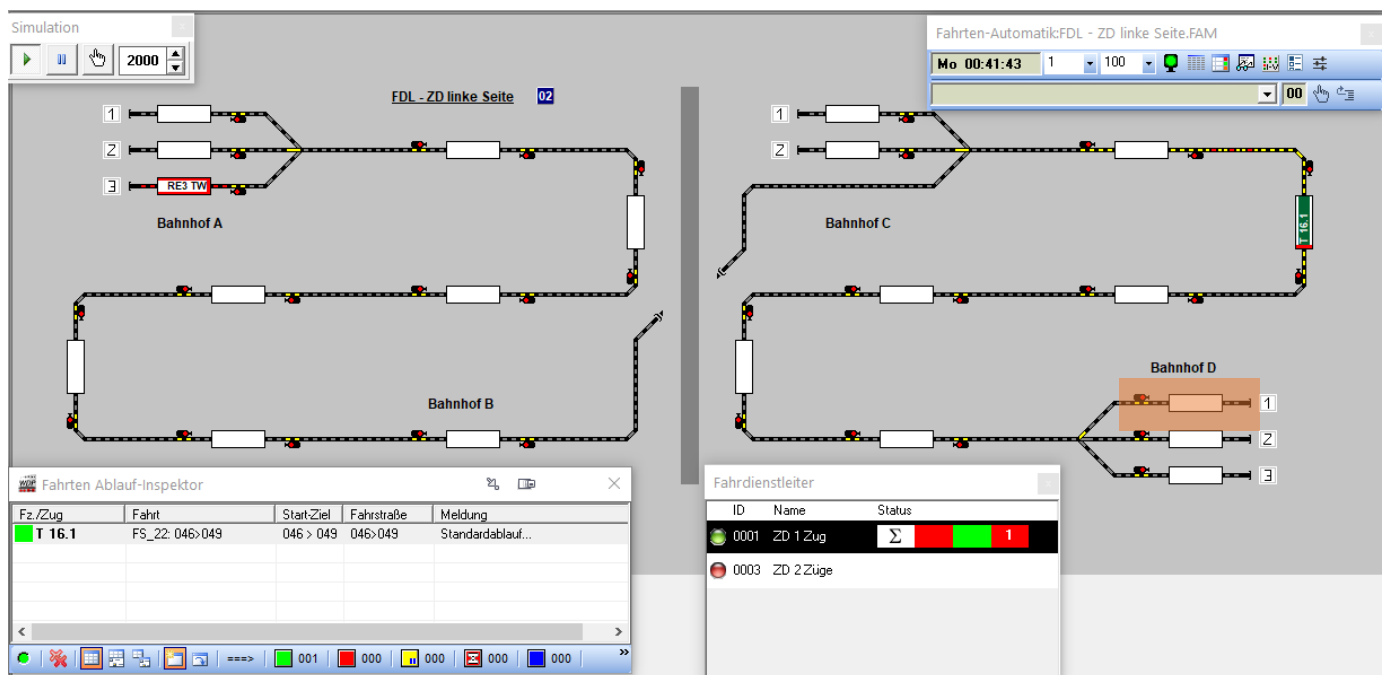 Simulation
2000
Fahrten-Automatik:FDL - ZD linke Seite.FAM
Mo 00:41:43
1
100
00
FDL - ZD linke Seite
02
1
2
3
RE3 TW
Bahnhof A
Bahnhof B
1
2
Bahnhof C
T 16.1
Bahnhof D
1
2
3
WDP Fahrten Ablauf-Inspektor
Fz./Zug Fahrt Start-Ziel Fahrstraße Meldung
T 16.1 FS_22: 046>049 046 > 049 046>049 Standardablauf...
===> 001 000 000 000 000 »
Fahrdienstleiter
ID Name Status
0001 ZD 1 Zug Σ 1
0003 ZD 2 Züge